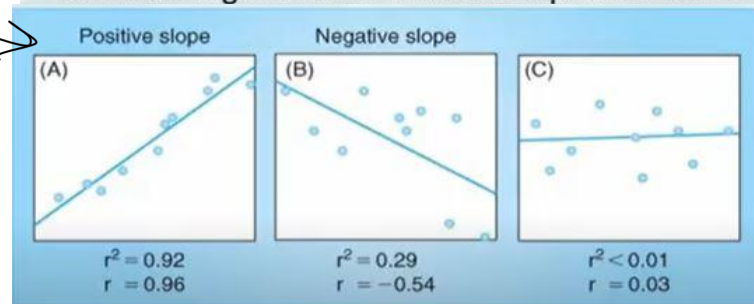 Positive slope
Negative slope
(A)
(B)
(C)
r² = 0.92
r = 0.96
r² = 0.29
r = −0.54
r² < 0.01
r = 0.03